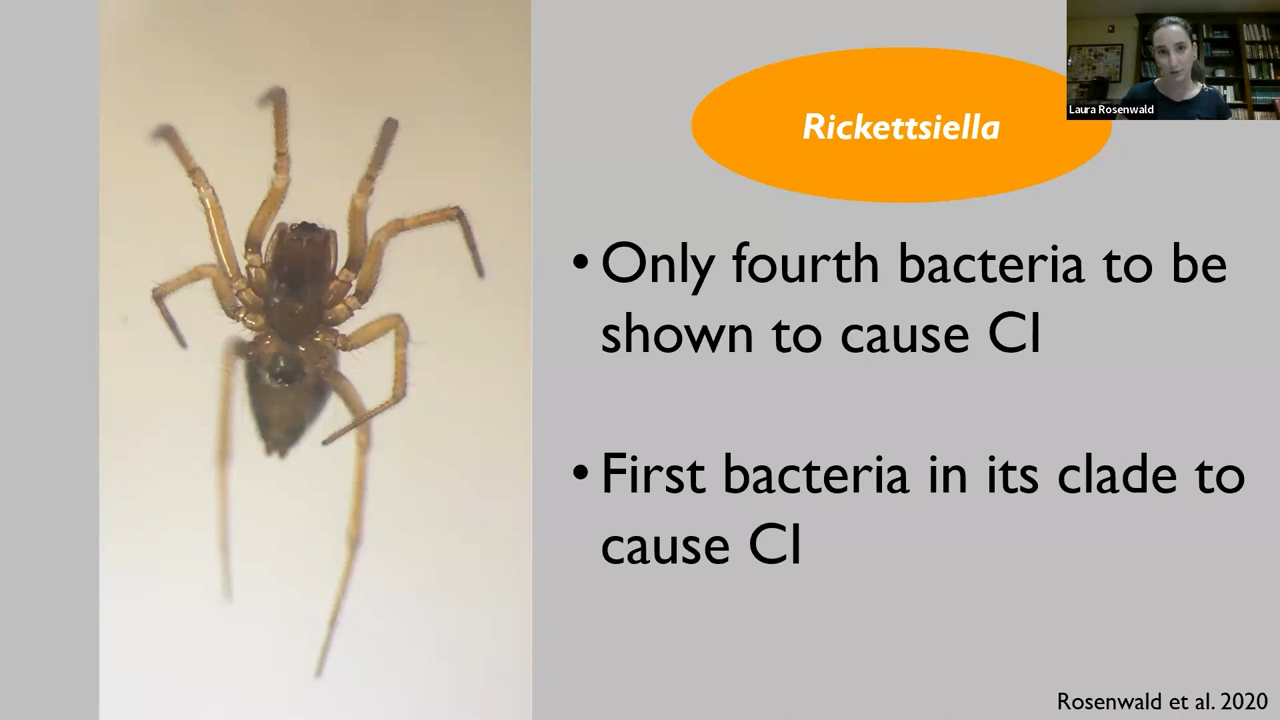 Rickettsiella
Laura Rosenwald
• Only fourth bacteria to be
shown to cause CI
• First bacteria in its clade to
cause CI
Rosenwald et al. 2020